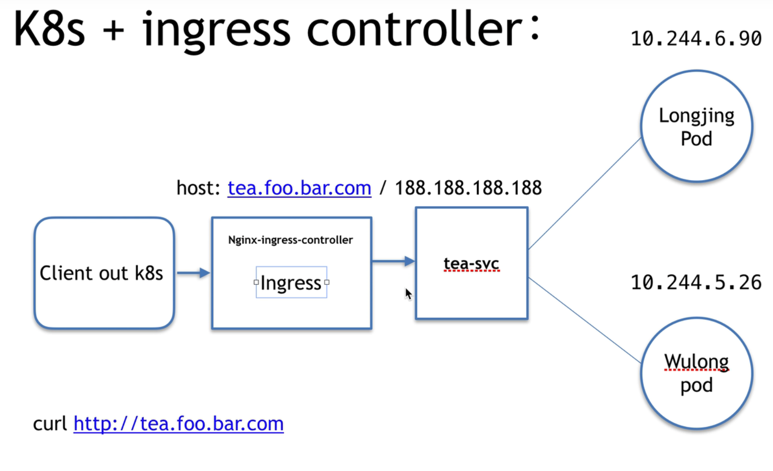 K8s + ingress controller：
10.244.6.90
Longjing
Pod
host: tea.foo.bar.com / 188.188.188.188
Nginx-ingress-controller
Client out k8s
Ingress
tea-svc
10.244.5.26
Wulong
pod
curl http://tea.foo.bar.com